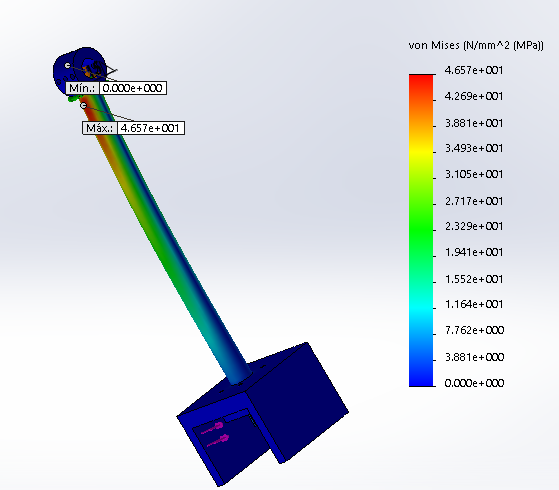 von Mises (N/mm^2 (MPa))
4.657e+001
4.269e+001
3.881e+001
3.493e+001
3.105e+001
2.717e+001
2.329e+001
1.941e+001
1.552e+001
1.164e+001
7.762e+000
3.881e+000
0.000e+000
Mín.: 0.000e+000
Máx.: 4.657e+001